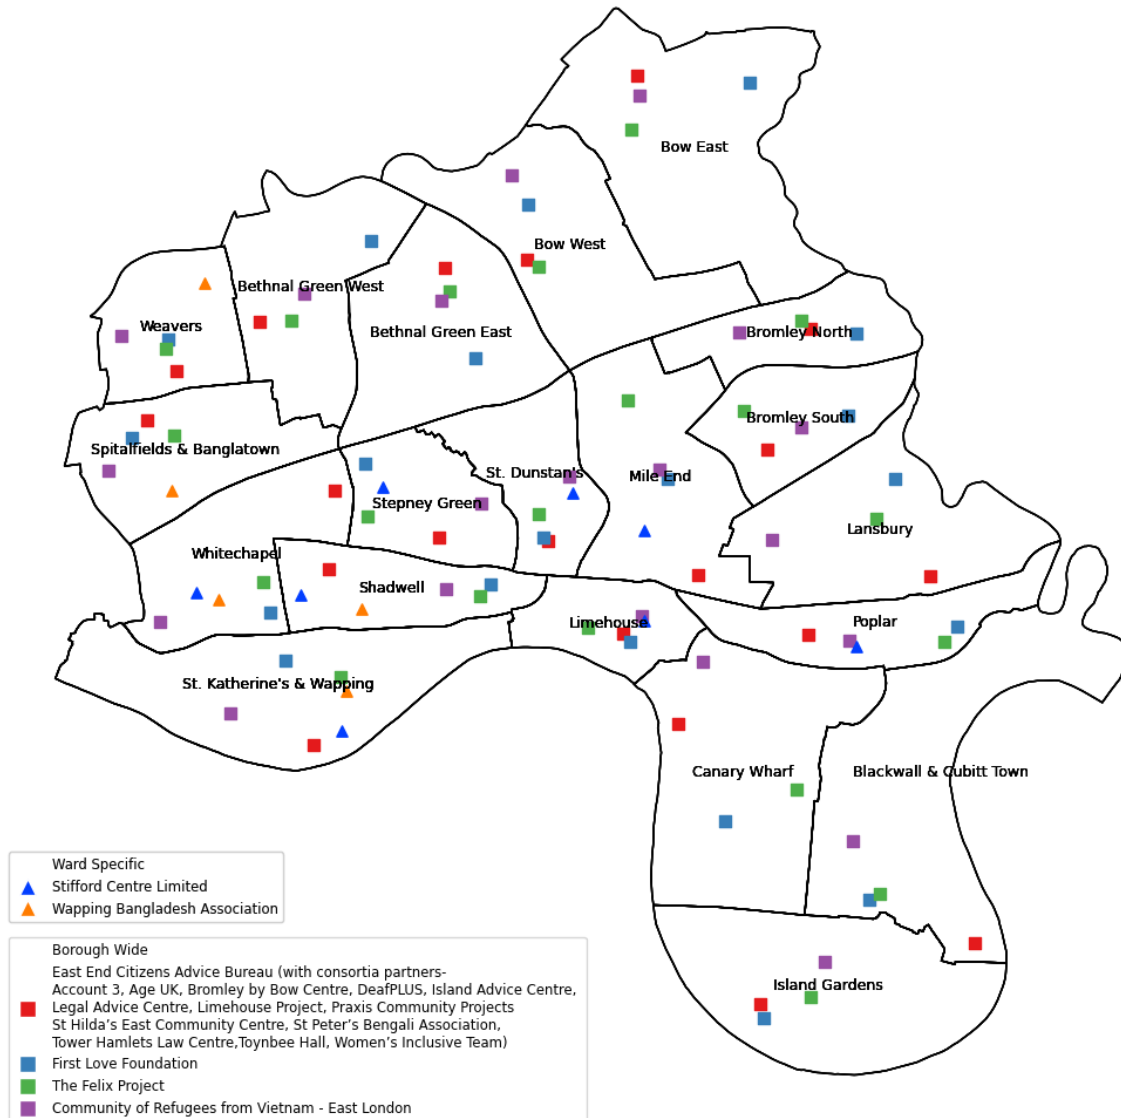 Bow East
Bow West
Bethnal Green West
Weavers
Bethnal Green East
Bromley North
Bromley South
Spitalfields & Banglatown
St. Dunstan's
Mile End
Stepney Green
Lansbury
Whitechapel
Shadwell
Limehouse
Poplar
St. Katherine's & Wapping
Canary Wharf
Blackwall & Cubitt Town
Island Gardens
Ward Specific
Stifford Centre Limited
Wapping Bangladesh Association
Borough Wide
East End Citizens Advice Bureau (with consortia partners-
Account 3, Age UK, Bromley by Bow Centre, DeafPLUS, Island Advice Centre,
Legal Advice Centre, Limehouse Project, Praxis Community Projects
St Hilda’s East Community Centre, St Peter’s Bengali Association,
Tower Hamlets Law Centre,Toynbee Hall, Women’s Inclusive Team)
First Love Foundation
The Felix Project
Community of Refugees from Vietnam - East London